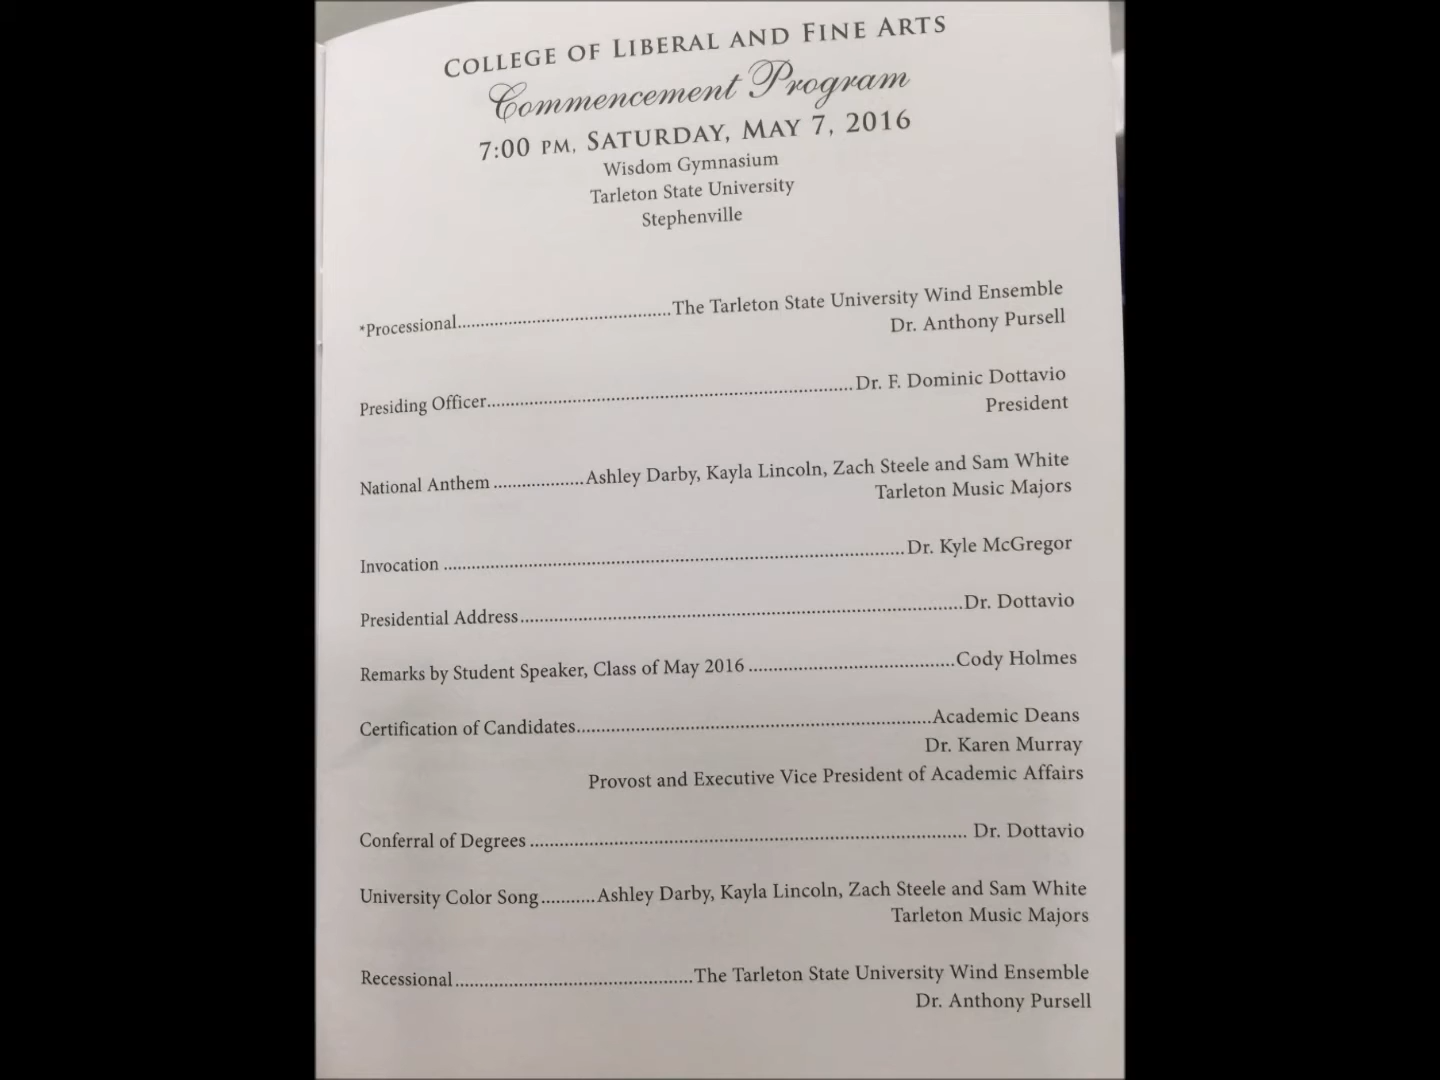 COLLEGE OF LIBERAL AND FINE ARTS
Commencement Program
7:00 PM, SATURDAY, MAY 7, 2016
Wisdom Gymnasium
Tarleton State University
Stephenville
*Processional..........................................The Tarleton State University Wind Ensemble
Dr. Anthony Pursell
Presiding Officer.......................................................................Dr. F. Dominic Dottavio
President
National Anthem ..................Ashley Darby, Kayla Lincoln, Zach Steele and Sam White
Tarleton Music Majors
Invocation ...........................................................................................Dr. Kyle McGregor
Presidential Address.......................................................................................Dr. Dottavio
Remarks by Student Speaker, Class of May 2016 .........................................Cody Holmes
Certification of Candidates......................................................................Academic Deans
Dr. Karen Murray
Provost and Executive Vice President of Academic Affairs
Conferral of Degrees ...................................................................................... Dr. Dottavio
University Color Song...........Ashley Darby, Kayla Lincoln, Zach Steele and Sam White
Tarleton Music Majors
Recessional...............................................The Tarleton State University Wind Ensemble
Dr. Anthony Pursell